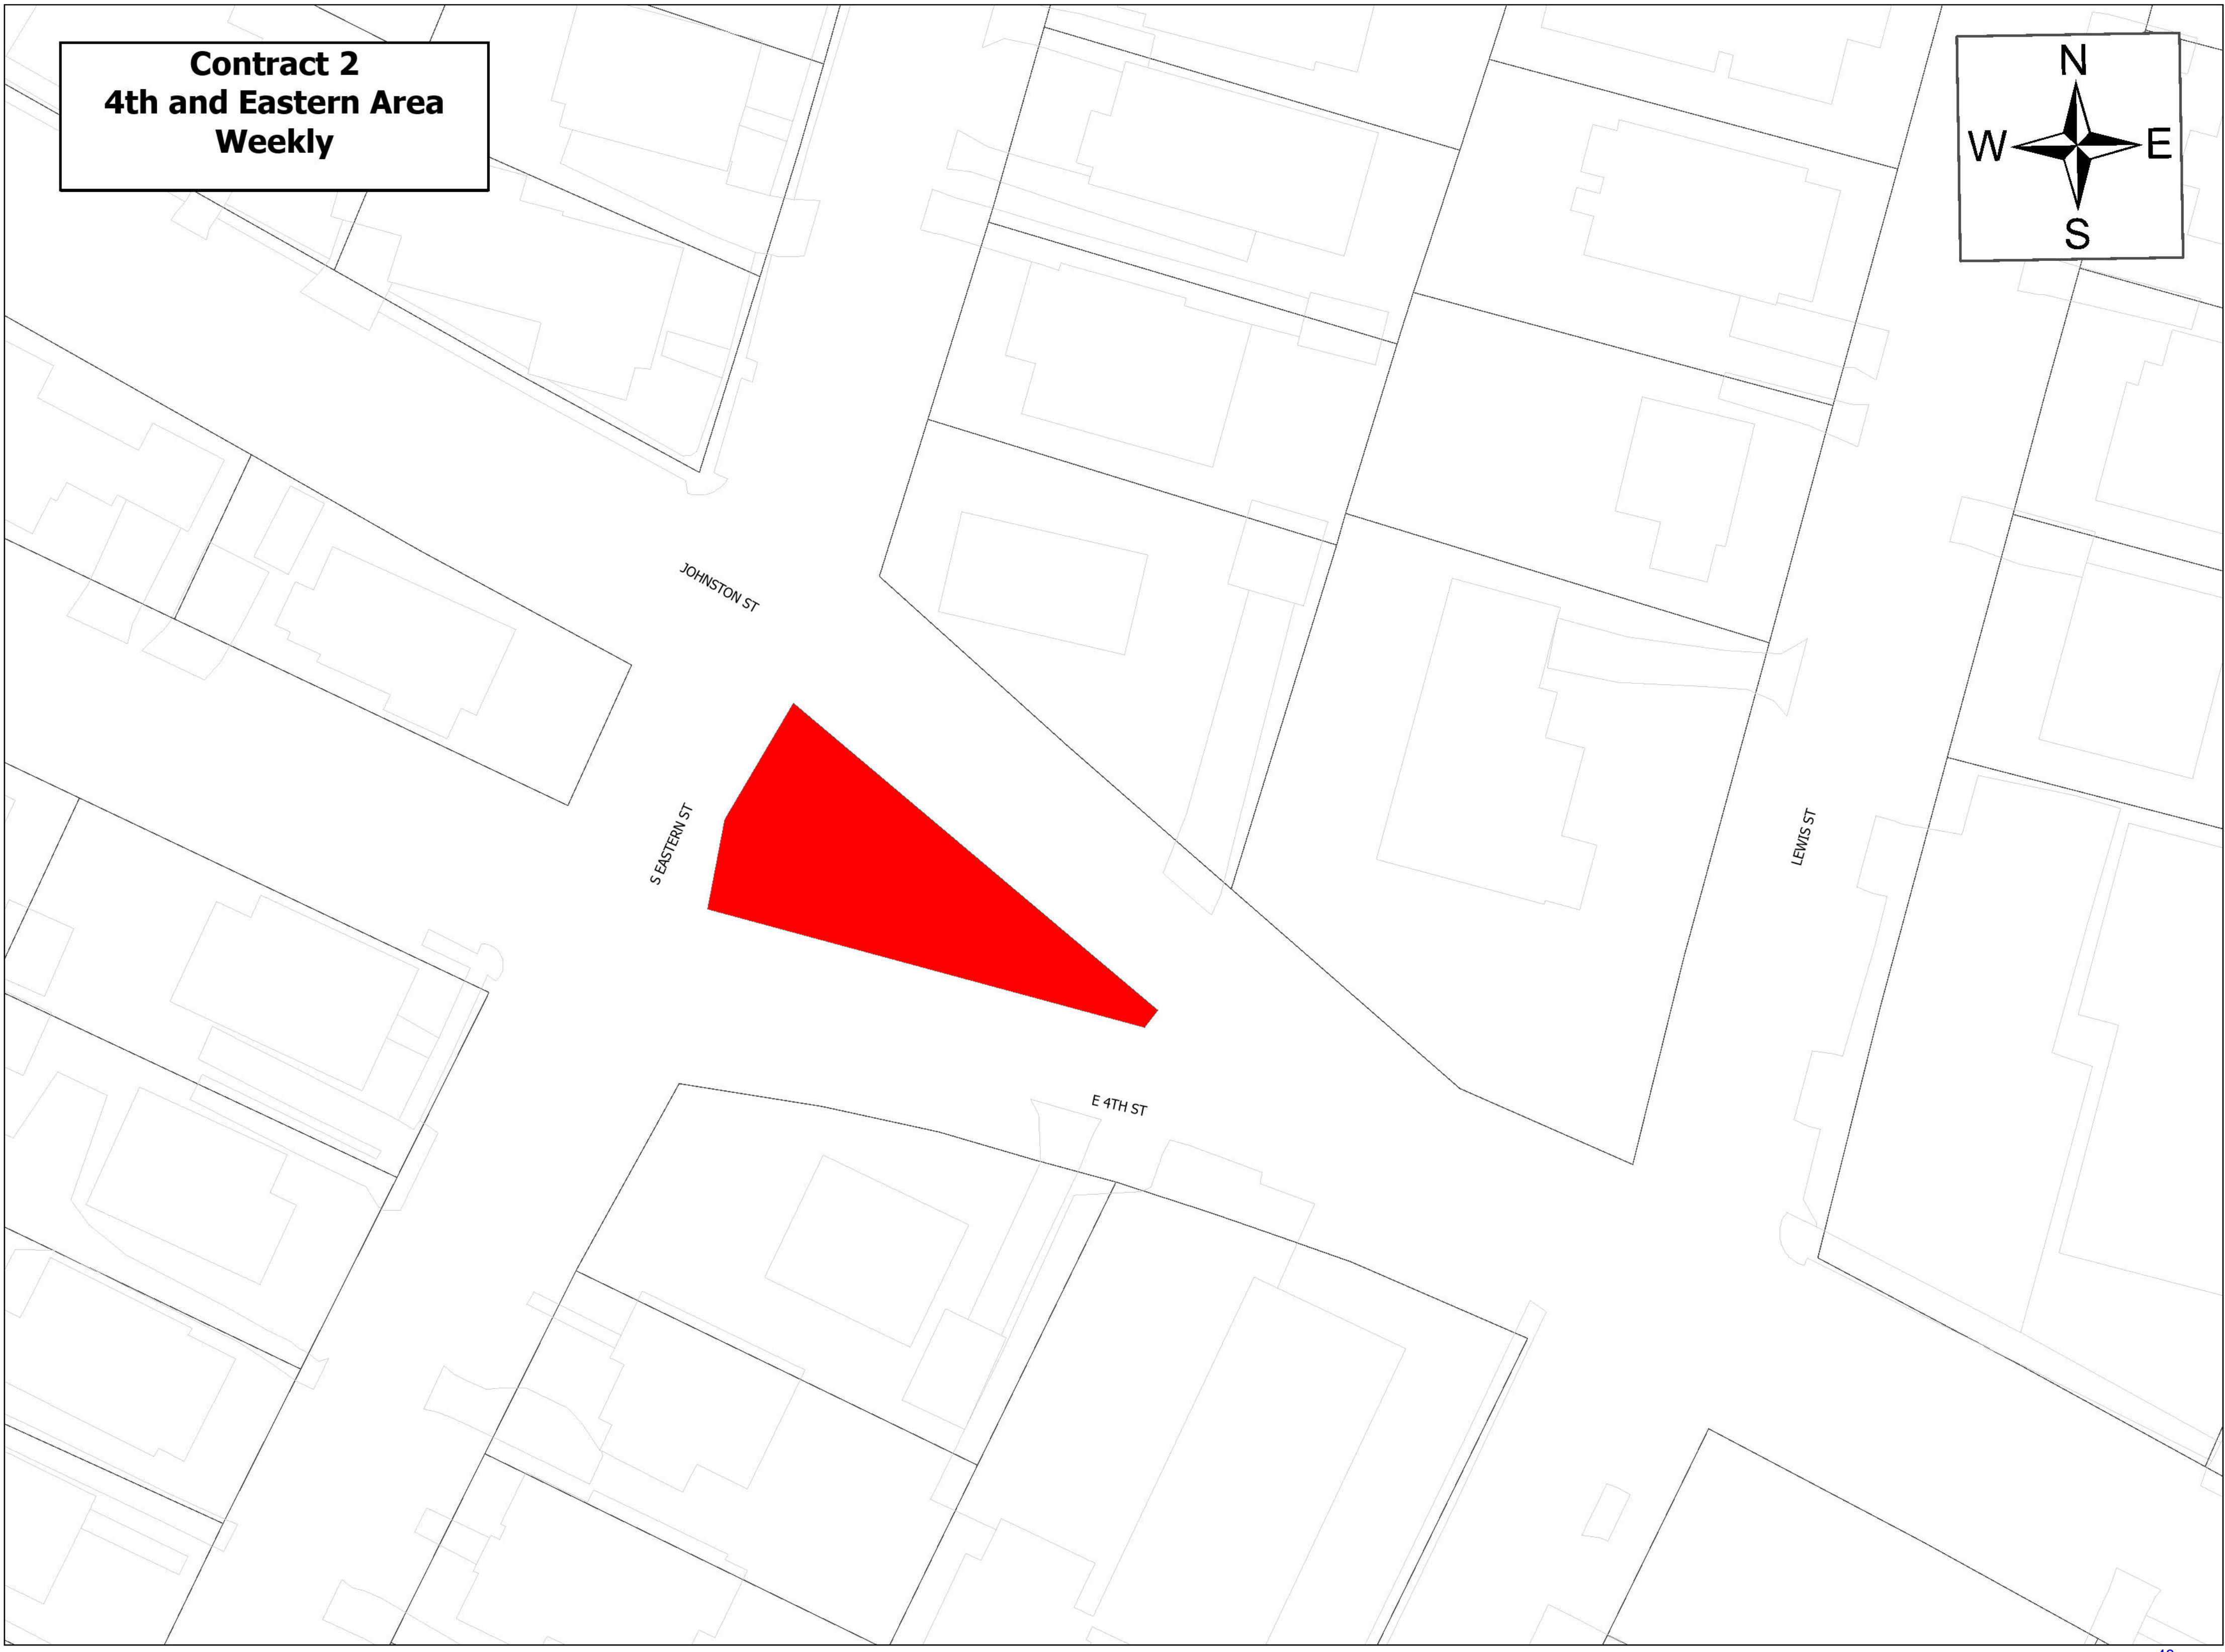 Contract 2
4th and Eastern Area
Weekly
N
W E
S
JOHNSTON ST
S EASTERN ST
LEWIS ST
E 4TH ST